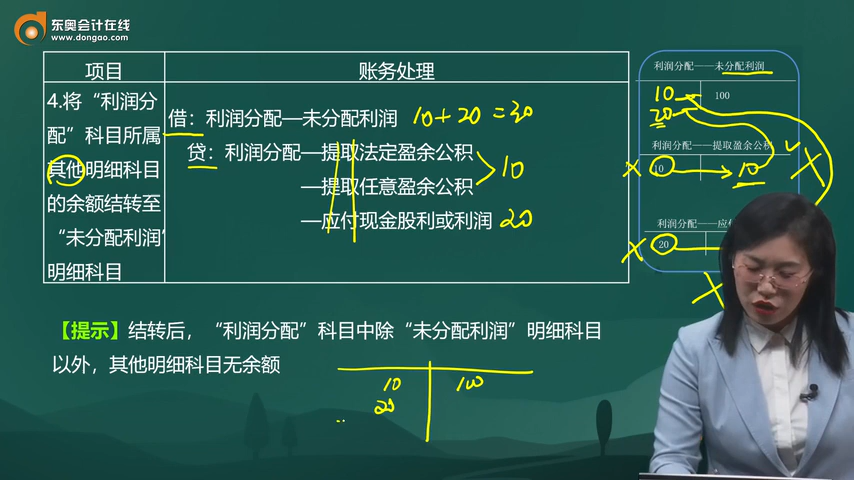 东奥会计在线
www.dongao.com
项目
账务处理
4.将“利润分
配”科目所属
其他明细科目
的余额结转至
“未分配利润”
明细科目
借：利润分配—未分配利润 10+20=30
贷：利润分配—提取法定盈余公积
—提取任意盈余公积
10
—应付现金股利或利润 20
【提示】结转后，“利润分配”科目中除“未分配利润”明细科目
以外，其他明细科目无余额
10 100
20
利润分配——未分配利润
10 100
20
利润分配——提取盈余公积
10 10
利润分配——应
20